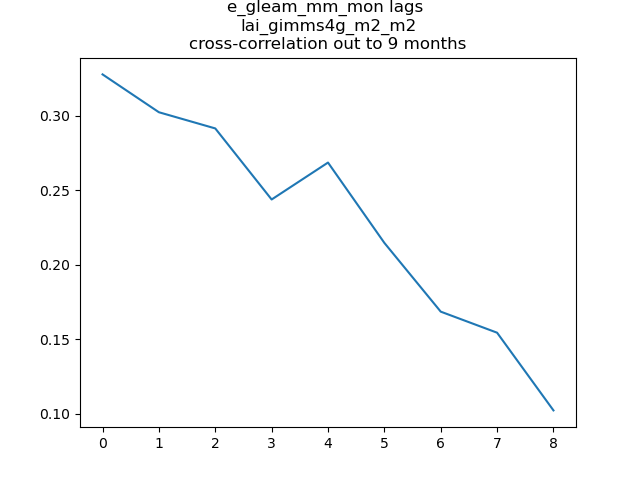 e_gleam_mm_mon lags
lai_gimms4g_m2_m2
cross-correlation out to 9 months
0.30
0.25
0.20
0.15
0.10
0 1 2 3 4 5 6 7 8